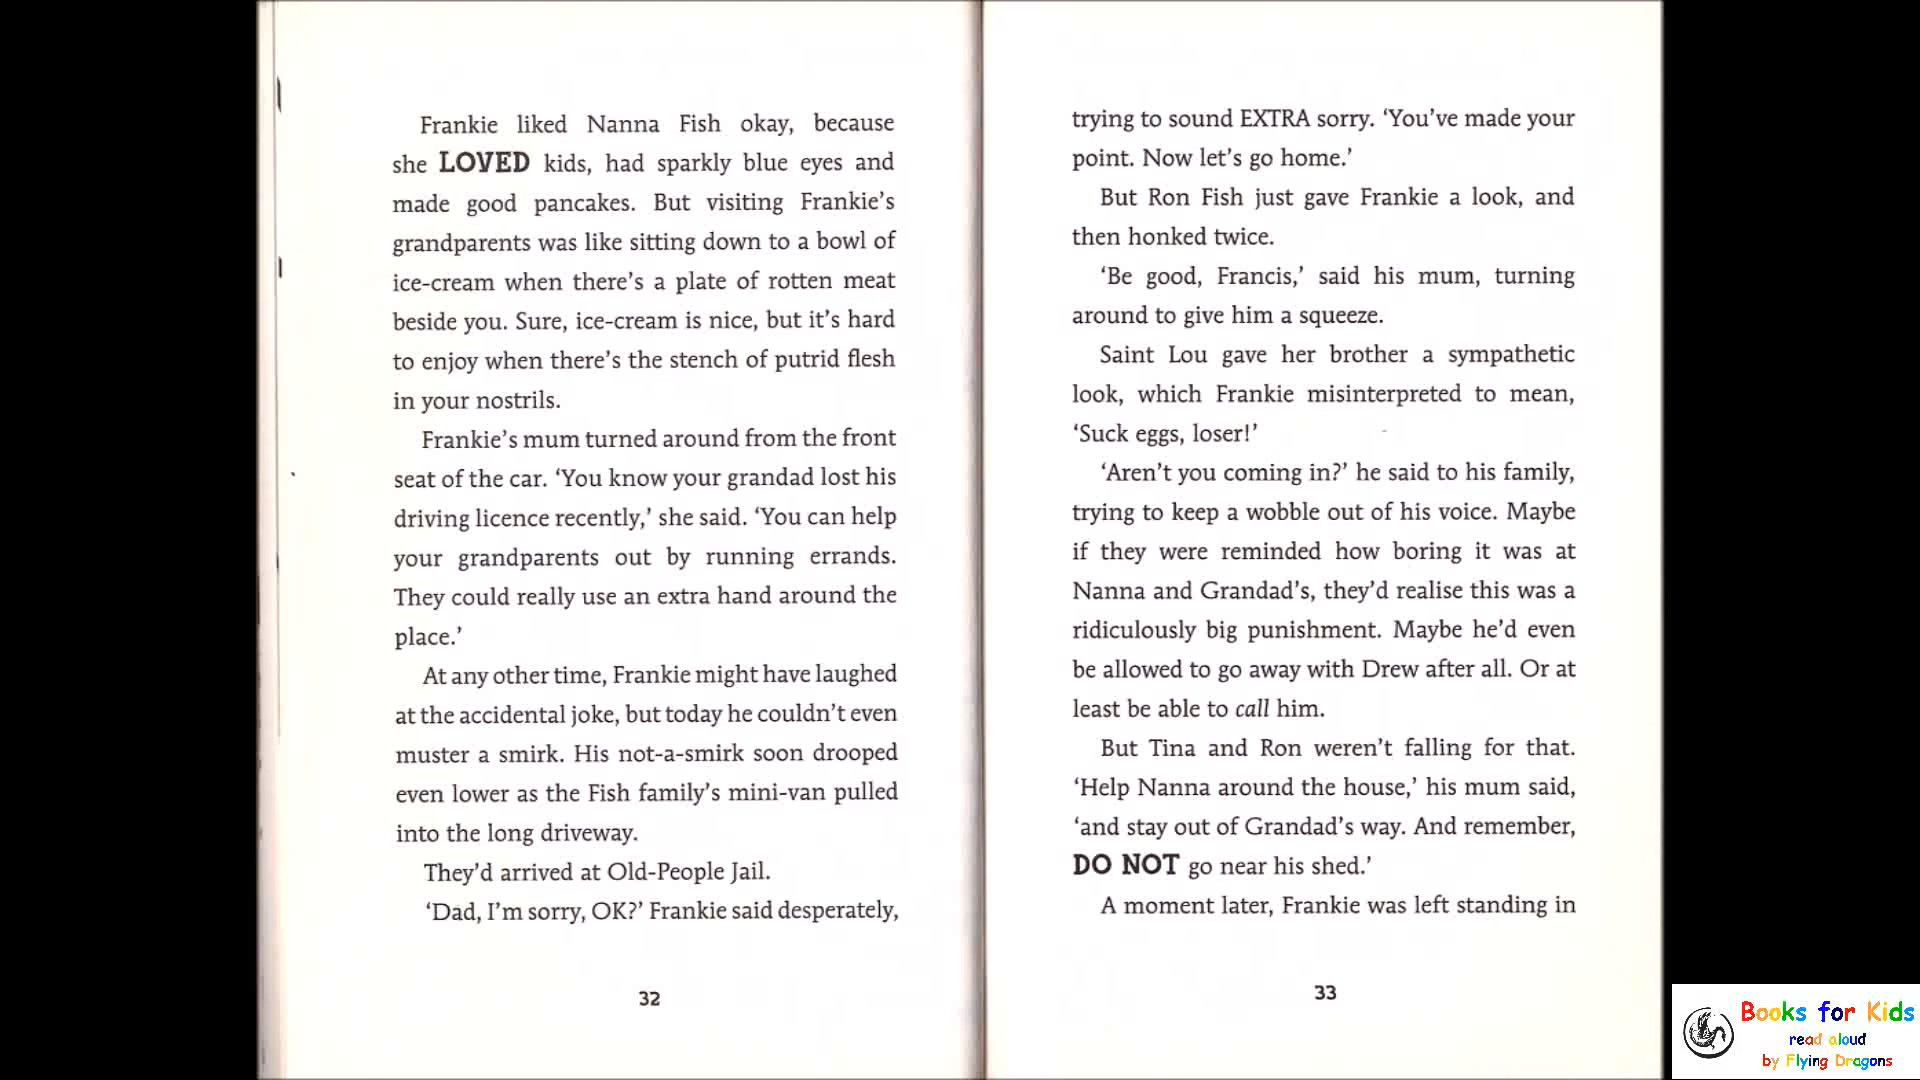 Frankie liked Nanna Fish okay, because
she LOVED kids, had sparkly blue eyes and
made good pancakes. But visiting Frankie's
grandparents was like sitting down to a bowl of
ice-cream when there's a plate of rotten meat
beside you. Sure, ice-cream is nice, but it's hard
to enjoy when there's the stench of putrid flesh
in your nostrils.
Frankie's mum turned around from the front
seat of the car. ‘You know your grandad lost his
driving licence recently,’ she said. ‘You can help
your grandparents out by running errands.
They could really use an extra hand around the
place.’
At any other time, Frankie might have laughed
at the accidental joke, but today he couldn't even
muster a smirk. His not-a-smirk soon drooped
even lower as the Fish family's mini-van pulled
into the long driveway.
They'd arrived at Old-People Jail.
‘Dad, I'm sorry, OK?’ Frankie said desperately,
32
trying to sound EXTRA sorry. ‘You've made your
point. Now let's go home.’
But Ron Fish just gave Frankie a look, and
then honked twice.
‘Be good, Francis,’ said his mum, turning
around to give him a squeeze.
Saint Lou gave her brother a sympathetic
look, which Frankie misinterpreted to mean,
‘Suck eggs, loser!’
‘Aren't you coming in?’ he said to his family,
trying to keep a wobble out of his voice. Maybe
if they were reminded how boring it was at
Nanna and Grandad's, they'd realise this was a
ridiculously big punishment. Maybe he'd even
be allowed to go away with Drew after all. Or at
least be able to call him.
But Tina and Ron weren't falling for that.
‘Help Nanna around the house,’ his mum said,
‘and stay out of Grandad's way. And remember,
DO NOT go near his shed.’
A moment later, Frankie was left standing in
33
Books for Kids
read aloud
by Flying Dragons